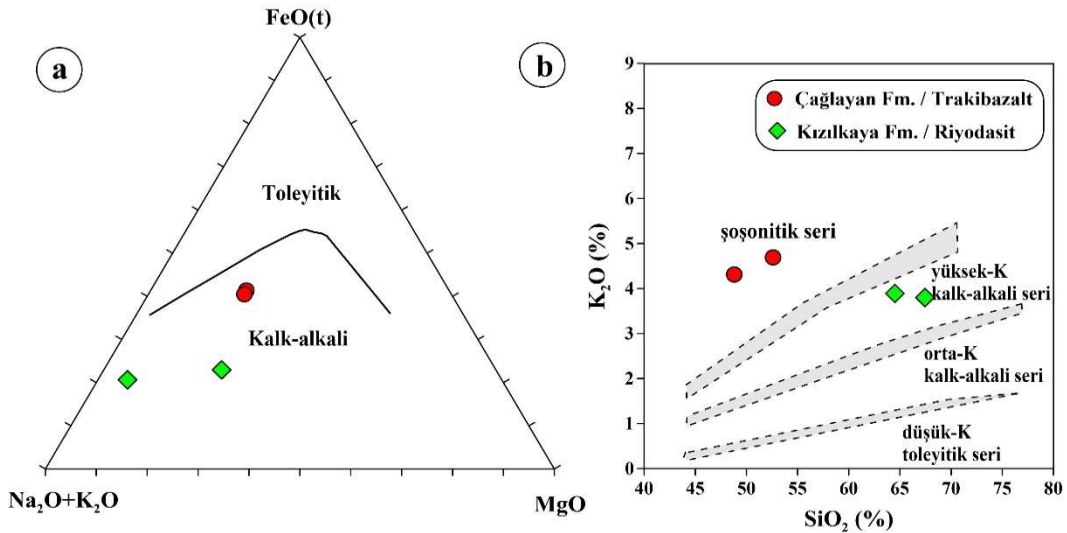 a
FeO(t)
Toleyitik
Kalk-alkali
Na₂O+K₂O
MgO
b
Çağlayan Fm. / Trakibazalt
Kızılkaya Fm. / Riyodasit
şoşonitik seri
yüksek-K
kalk-alkali seri
orta-K
kalk-alkali seri
düşük-K
toleyitik seri
K₂O (%)
9
8
7
6
5
4
3
2
1
0
40 45 50 55 60 65 70 75 80
SiO₂ (%)